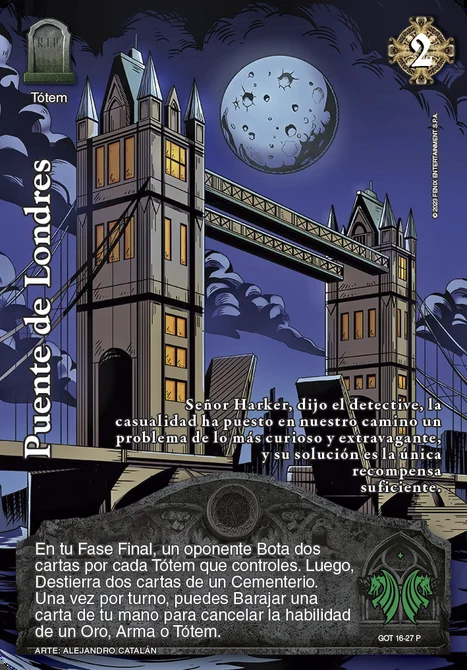 R.I.P.
Tótem
2
© 2023 FENIX ENTERTAINMENT S.P.A.
Puente de Londres
Señor Harker, dijo el detective, la
casualidad ha puesto en nuestro camino un
problema de lo más curioso y extravagante,
y su solución es la única
recompensa
suficiente.
En tu Fase Final, un oponente Bota dos
cartas por cada Tótem que controles. Luego,
Destierra dos cartas de un Cementerio.
Una vez por turno, puedes Barajar una
carta de tu mano para cancelar la habilidad
de un Oro, Arma o Tótem.
GOT 16-27 P
ARTE: ALEJANDRO CATALÁN